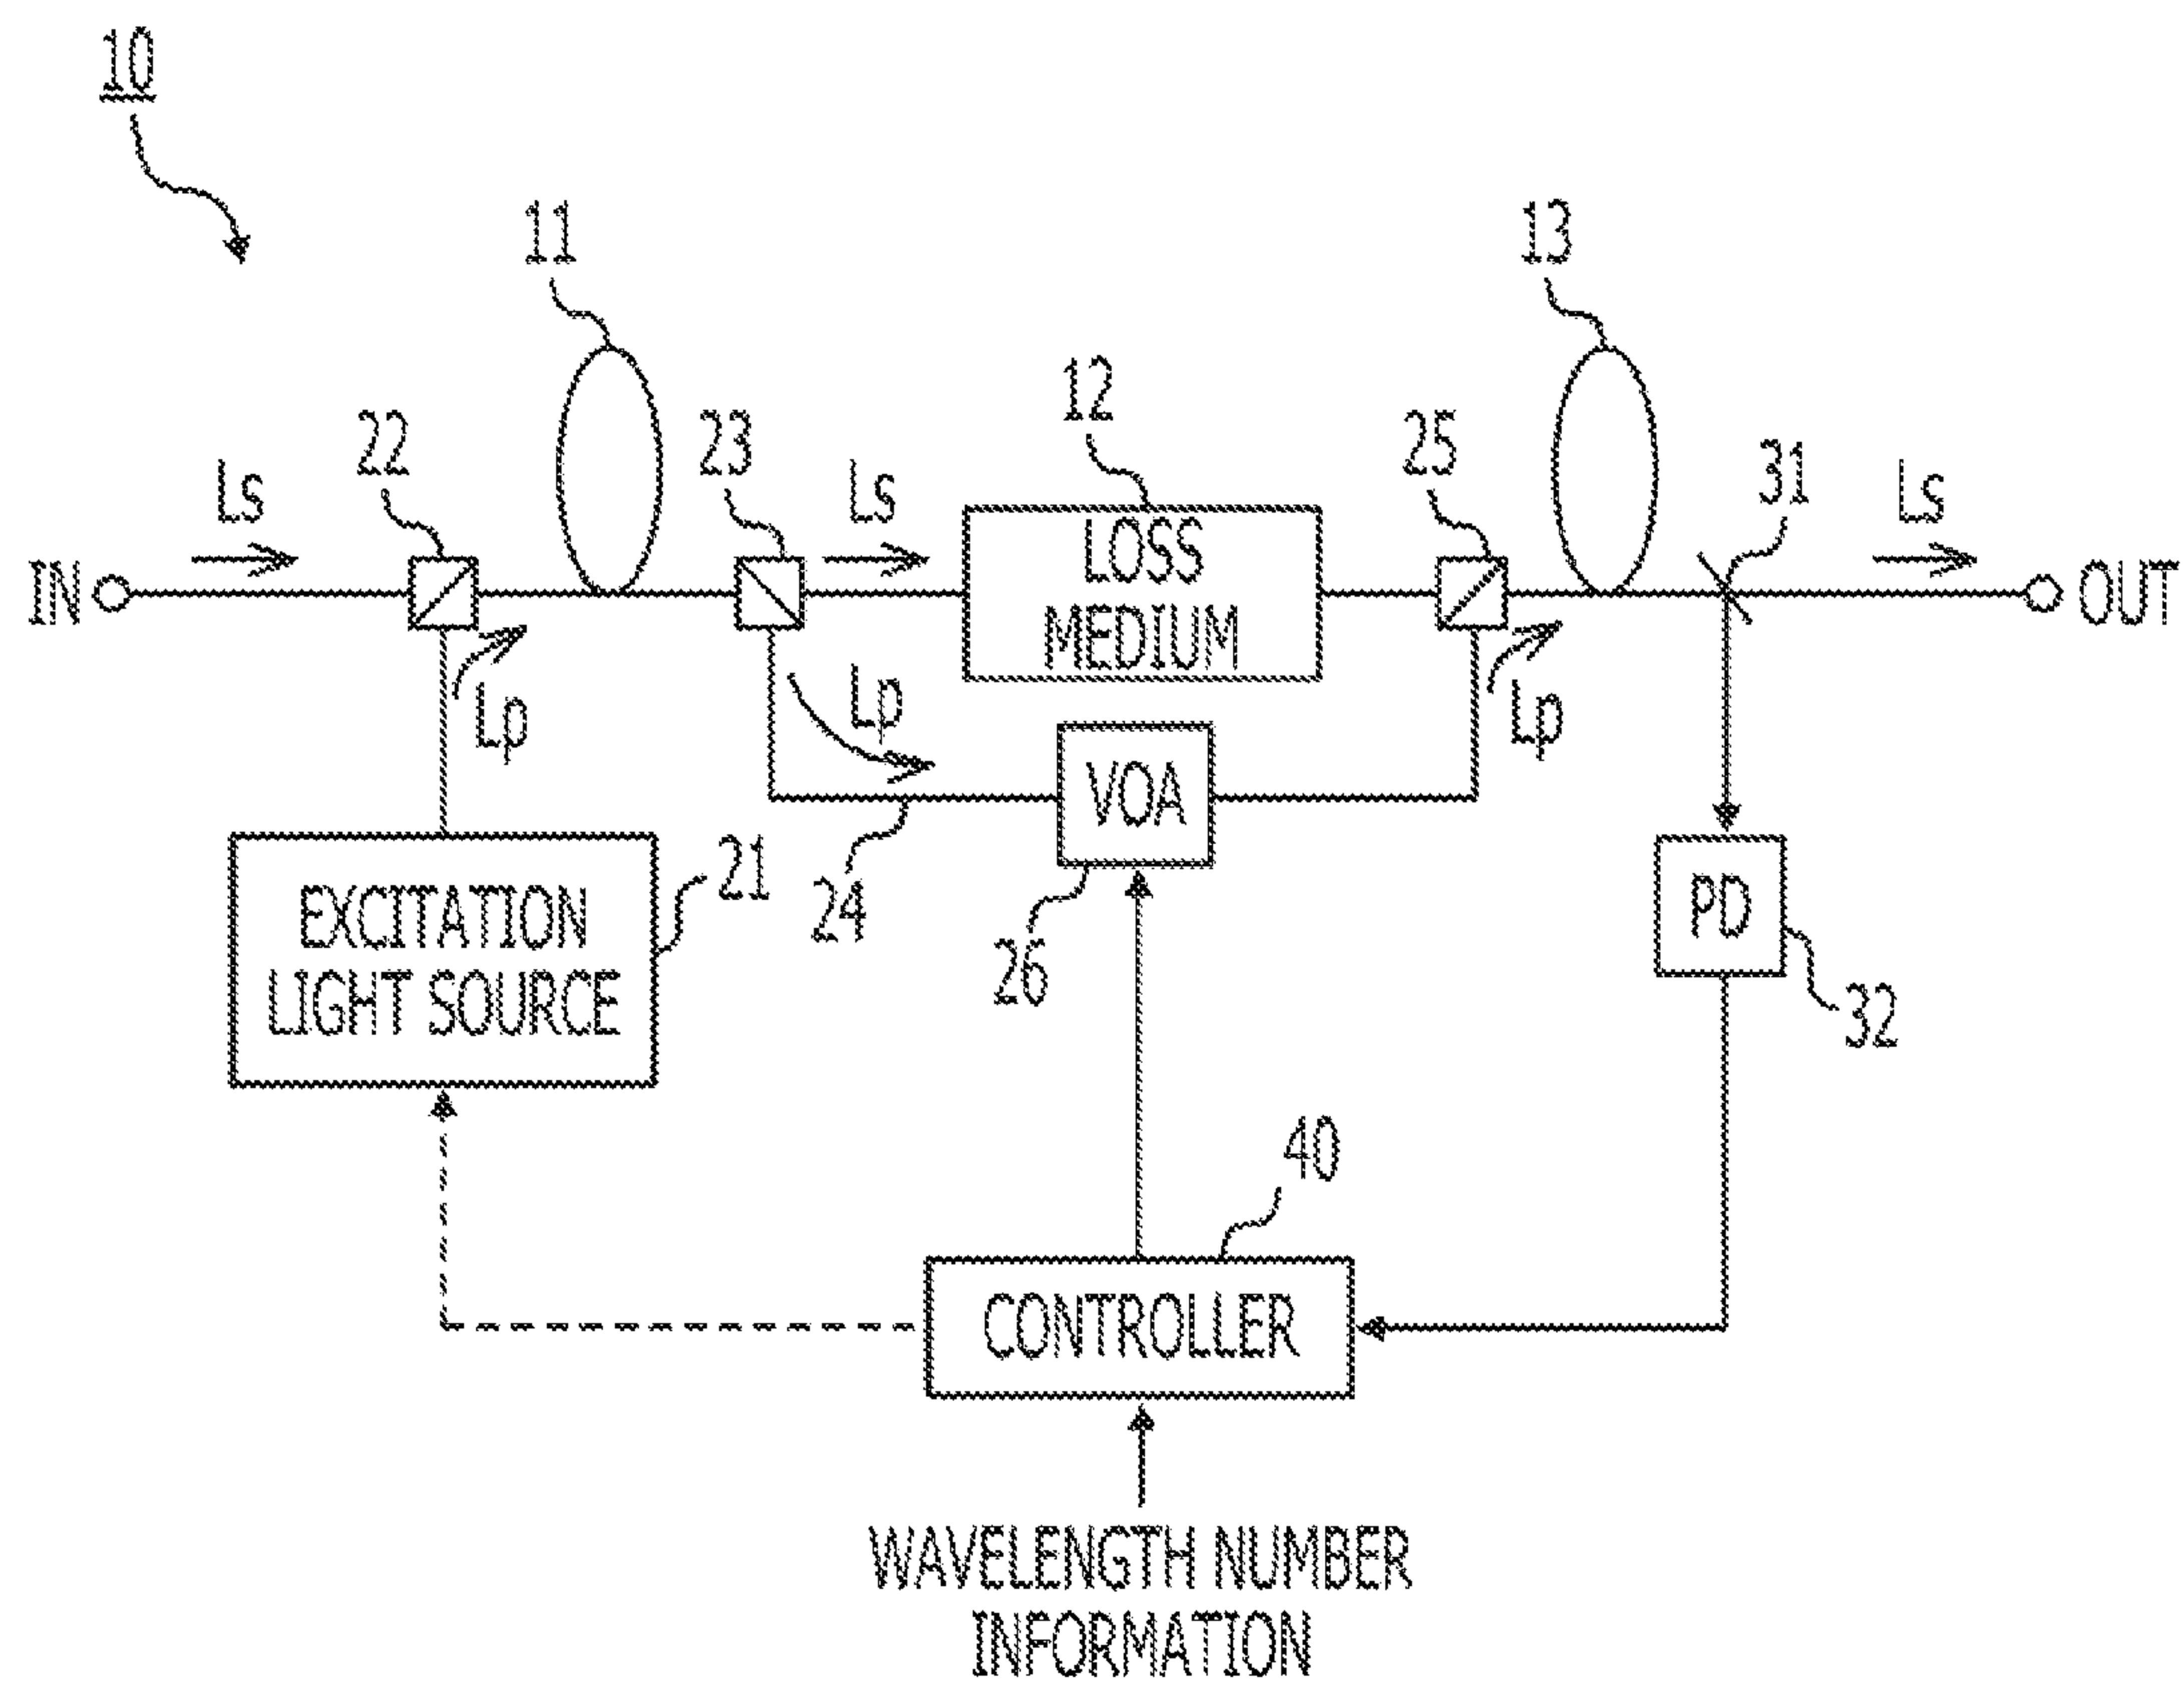 10
11
13
12
22
23
25
31
Ls
Ls
Ls
IN
LOSS
MEDIUM
OUT
Lp
Lp
Lp
VOA
21
24
26
EXCITATION
LIGHT SOURCE
PD
32
40
CONTROLLER
WAVELENGTH NUMBER
INFORMATION